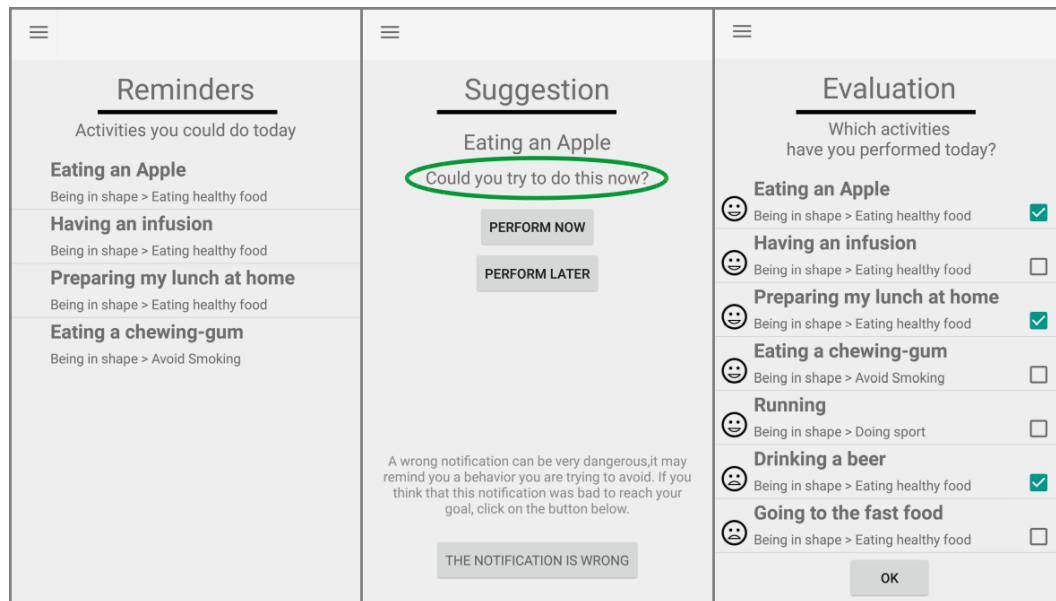 Reminders
Activities you could do today
Eating an Apple
Being in shape > Eating healthy food
Having an infusion
Being in shape > Eating healthy food
Preparing my lunch at home
Being in shape > Eating healthy food
Eating a chewing-gum
Being in shape > Avoid Smoking
Suggestion
Eating an Apple
Could you try to do this now?
PERFORM NOW
PERFORM LATER
A wrong notification can be very dangerous,it may
remind you a behavior you are trying to avoid. If you
think that this notification was bad to reach your
goal, click on the button below.
THE NOTIFICATION IS WRONG
Evaluation
Which activities
have you performed today?
Eating an Apple
Being in shape > Eating healthy food
Having an infusion
Being in shape > Eating healthy food
Preparing my lunch at home
Being in shape > Eating healthy food
Eating a chewing-gum
Being in shape > Avoid Smoking
Running
Being in shape > Doing sport
Drinking a beer
Being in shape > Eating healthy food
Going to the fast food
Being in shape > Eating healthy food
OK